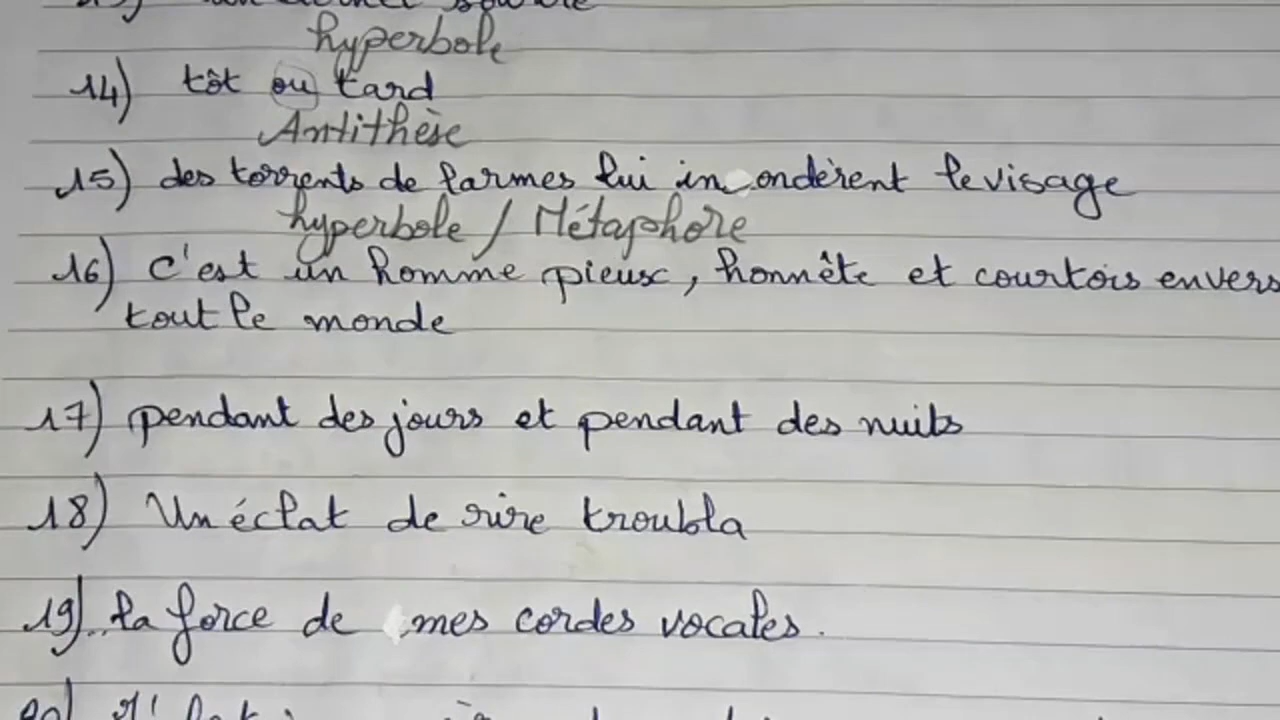 hyperbole
14) tôt ou tard
Antithèse
15) des torrents de larmes lui inondèrent le visage
hyperbole / Métaphore
16) c'est un homme pieux, honnête et courtois envers
tout le monde
17) pendant des jours et pendant des nuits
18) Un éclat de rire troubla
19) la force de mes cordes vocales.